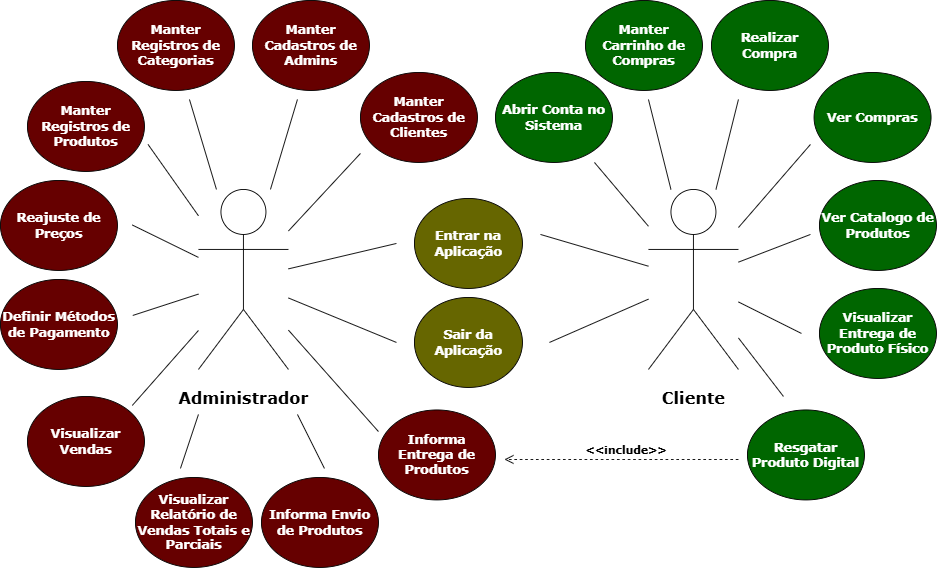 Manter
Registros de
Categorias
Manter
Cadastros de
Admins
Manter
Carrinho de
Compras
Realizar
Compra
Manter
Registros de
Produtos
Manter
Cadastros de
Clientes
Abrir Conta no
Sistema
Ver Compras
Reajuste de
Preços
Entrar na
Aplicação
Ver Catalogo de
Produtos
Definir Métodos
de Pagamento
Sair da
Aplicação
Visualizar
Entrega de
Produto Físico
Administrador
Cliente
Visualizar
Vendas
Informa
Entrega de
Produtos
<<include>>
Resgatar
Produto Digital
Visualizar
Relatório de
Vendas Totais e
Parciais
Informa Envio
de Produtos